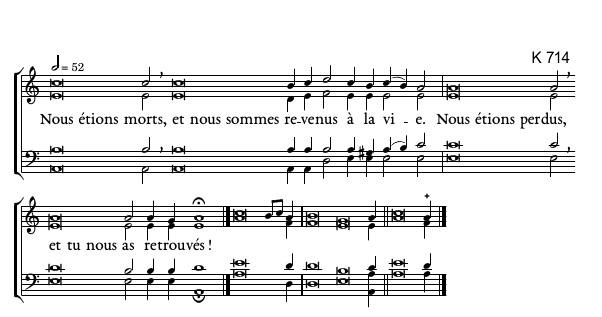 K 714
= 52
Nous étions morts, et nous sommes re-venus à la vi - e. Nous étions perdus,
et tu nous as retrouvés !